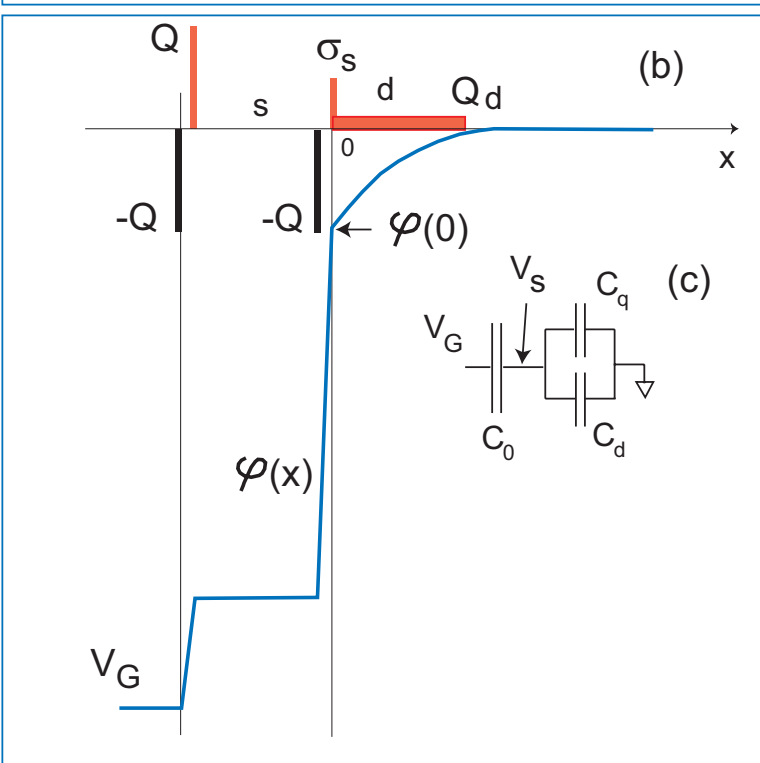 Q
σs
(b)
d
Qd
s
0
x
-Q
-Q
φ(0)
Vs
Cq
(c)
VG
C0
Cd
φ(x)
VG